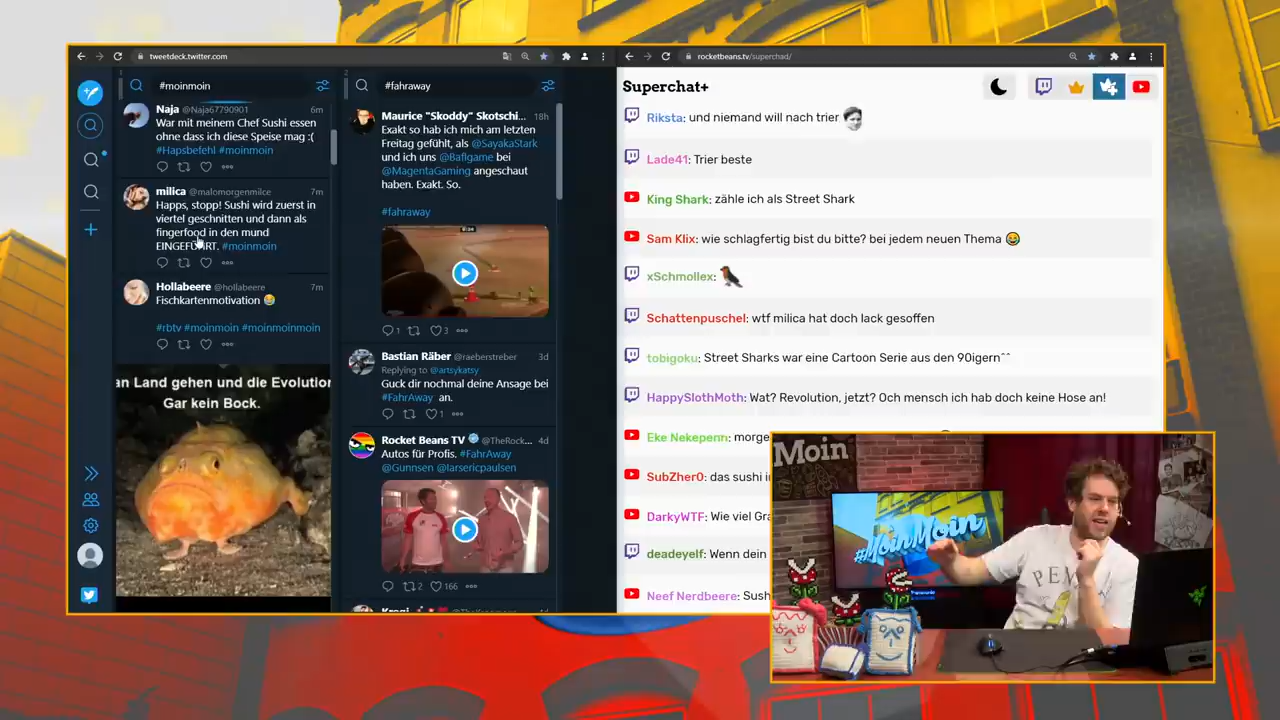 tweetdeck.twitter.com
#moinmoin
Naja @Naja67790901 6m
War mit meinem Chef Sushi essen
ohne dass ich diese Speise mag :(
#Hapsbefehl #moinmoin
milica @malomorgenmilce 7m
Happs, stopp! Sushi wird zuerst in
viertel geschnitten und dann als
fingerfood in den mund
EINGEFÜHRT. #moinmoin
Hollabeere @hollabeere 7m
Fischkartenmotivation 😂
#rbtv #moinmoin #moinmoinmoin
an Land gehen und die Evolution
Gar kein Bock.
2
#fahraway
Maurice "Skoddy" Skotschi... 18h
Exakt so hab ich mich am letzten
Freitag gefühlt, als @SayakaStark
und ich uns @Baflgame bei
@MagentaGaming angeschaut
haben. Exakt. So.
#fahraway
1 3
Bastian Räber @raeberstreber 3d
Replying to @artsykatsy
Guck dir nochmal deine Ansage bei
#FahrAway an.
1
Rocket Beans TV @TheRock... 4d
Autos für Profis. #FahrAway
@Gunnsen @larsericpaulsen
2 166
rocketbeans.tv/superchad/
Superchat+
Riksta: und niemand will nach trier
Lade41: Trier beste
King Shark: zähle ich als Street Shark
Sam Klix: wie schlagfertig bist du bitte? bei jedem neuen Thema 😂
xSchmollex:
Schattenpuschel: wtf milica hat doch lack gesoffen
tobigoku: Street Sharks war eine Cartoon Serie aus den 90igern^^
HappySlothMoth: Wat? Revolution, jetzt? Och mensch ich hab doch keine Hose an!
Eke Nekepenn: morge
SubZher0: das sushi i
DarkyWTF: Wie viel Gra
deadeyelf: Wenn dein
Neef Nerdbeere: Sush
Moin
#MoinMoin
PEW